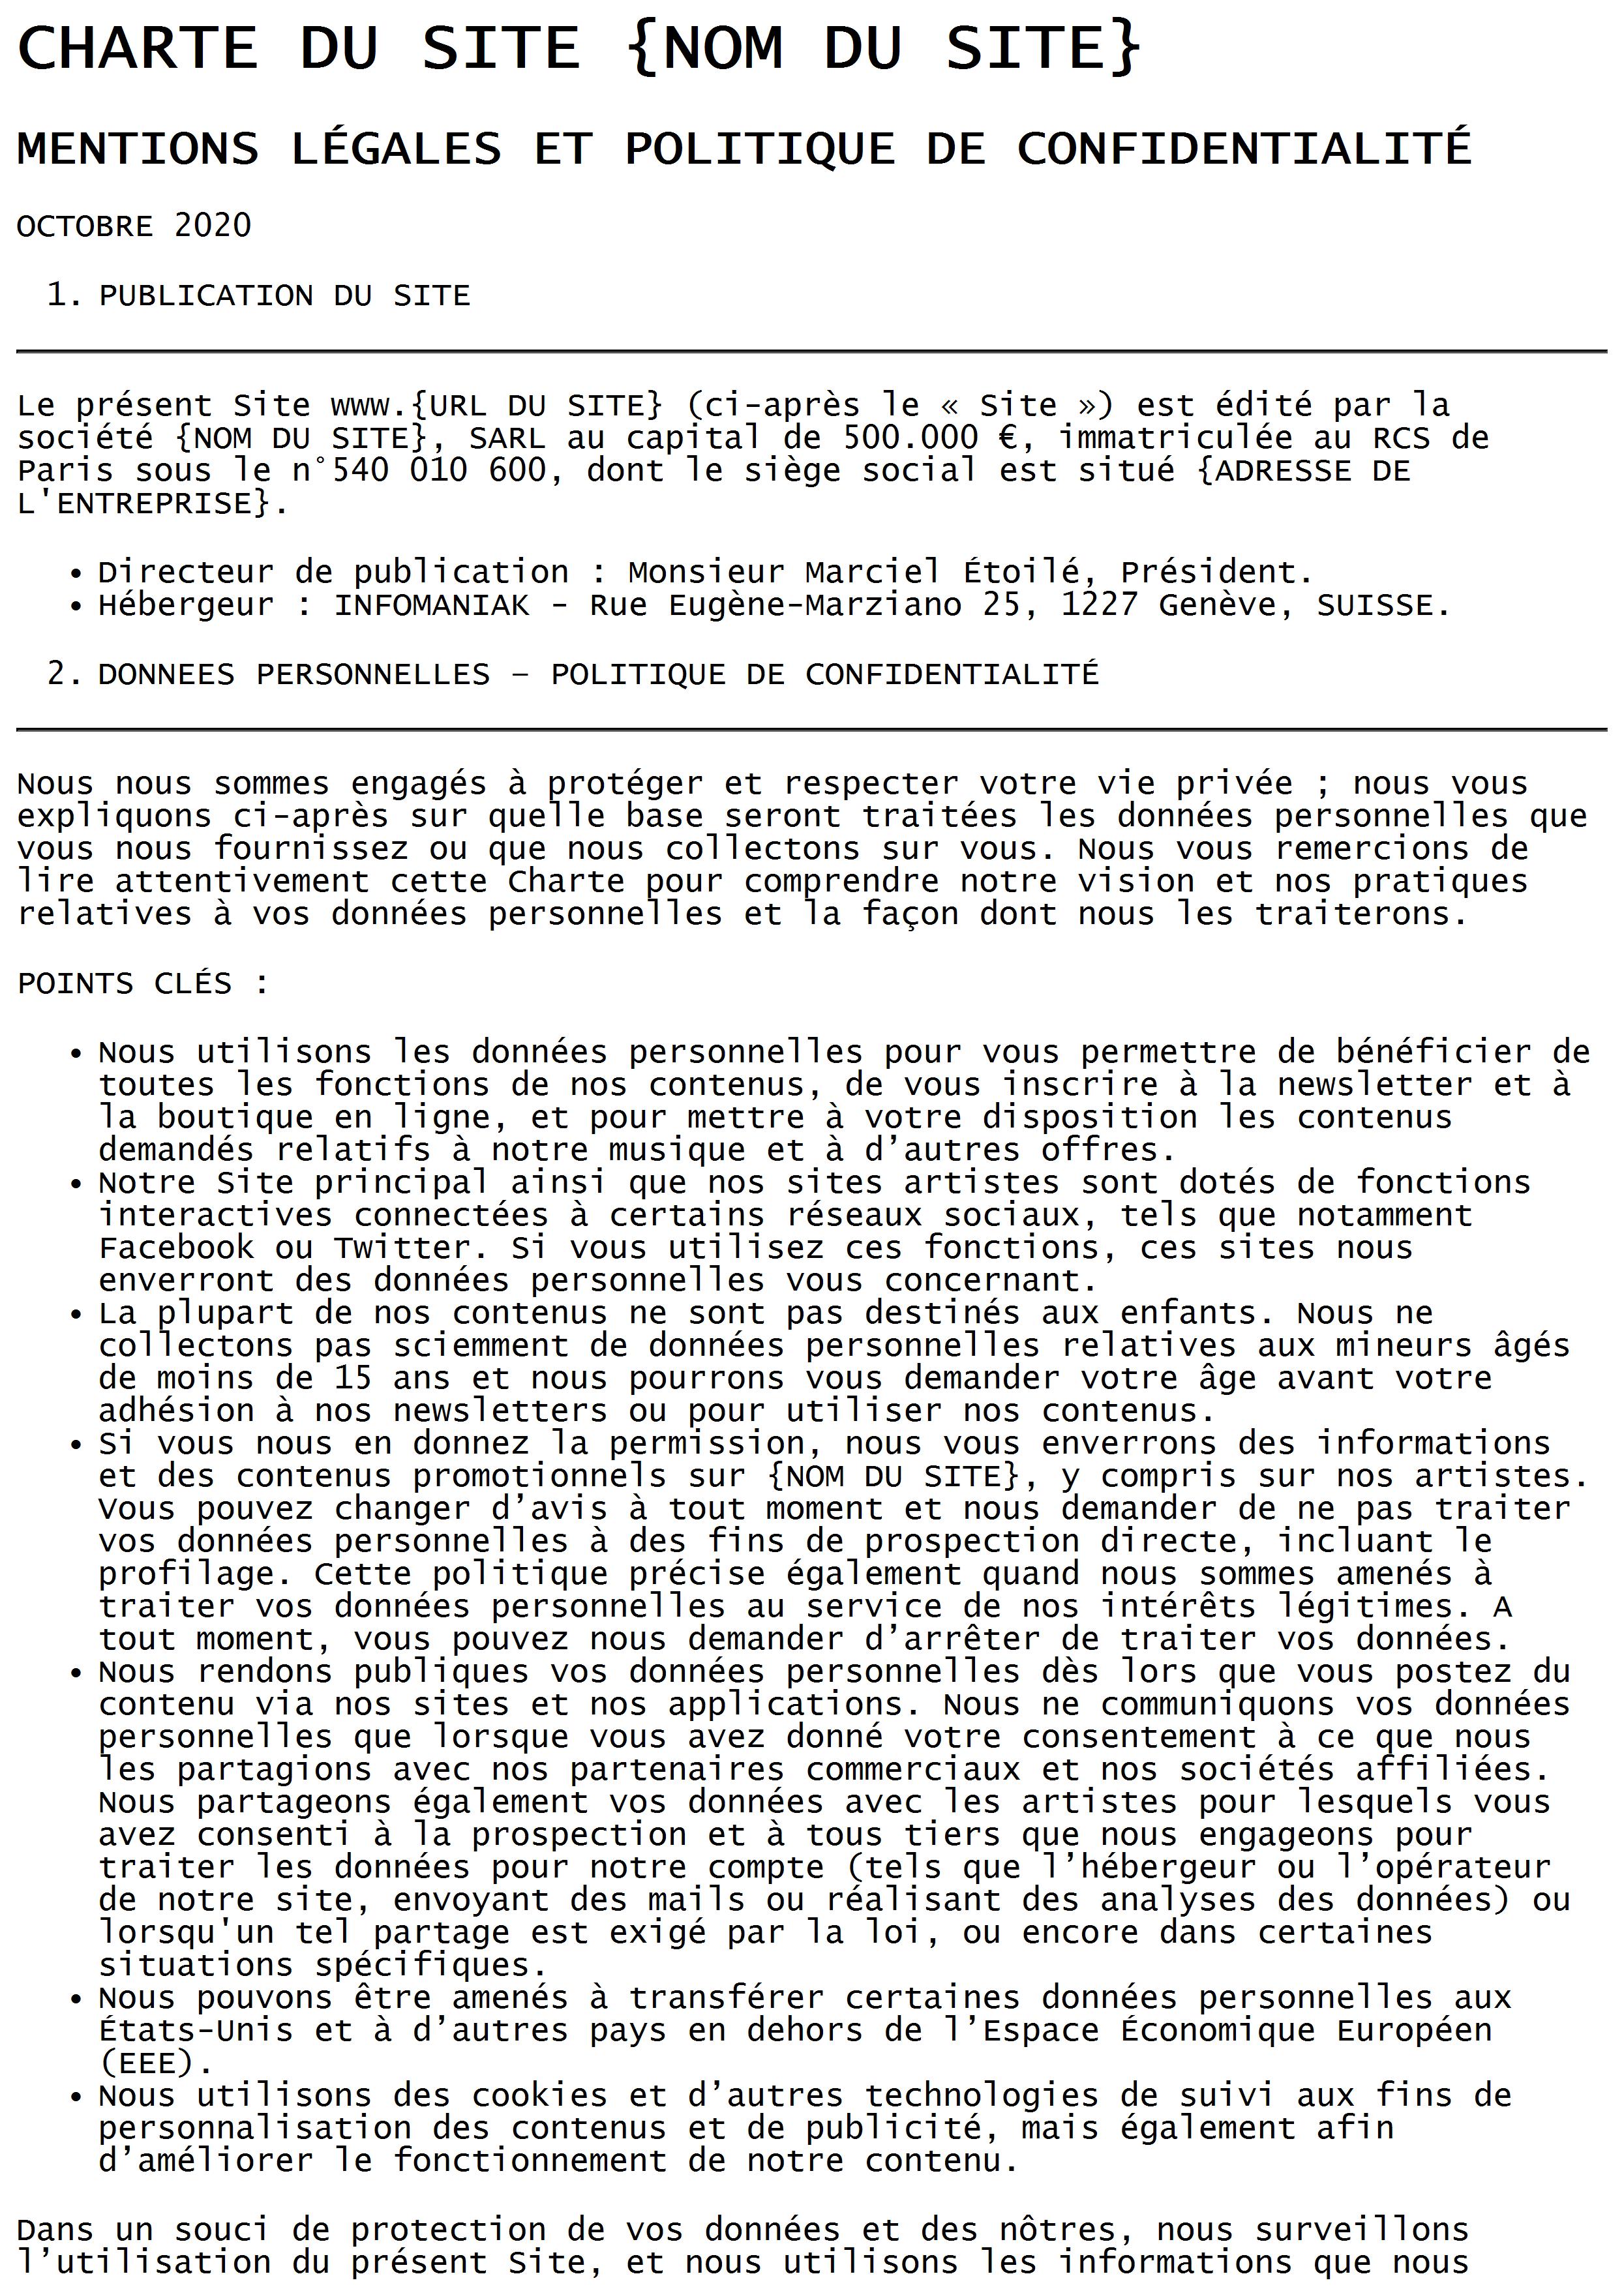 CHARTE DU SITE {NOM DU SITE}
MENTIONS LÉGALES ET POLITIQUE DE CONFIDENTIALITÉ
OCTOBRE 2020
1. PUBLICATION DU SITE
Le présent Site www.{URL DU SITE} (ci-après le « Site ») est édité par la
société {NOM DU SITE}, SARL au capital de 500.000 €, immatriculée au RCS de
Paris sous le n°540 010 600, dont le siège social est situé {ADRESSE DE
L'ENTREPRISE}.
• Directeur de publication : Monsieur Marciel Étoilé, Président.
• Hébergeur : INFOMANIAK - Rue Eugène-Marziano 25, 1227 Genève, SUISSE.
2. DONNEES PERSONNELLES – POLITIQUE DE CONFIDENTIALITÉ
Nous nous sommes engagés à protéger et respecter votre vie privée ; nous vous
expliquons ci-après sur quelle base seront traitées les données personnelles que
vous nous fournissez ou que nous collectons sur vous. Nous vous remercions de
lire attentivement cette Charte pour comprendre notre vision et nos pratiques
relatives à vos données personnelles et la façon dont nous les traiterons.
POINTS CLÉS :
• Nous utilisons les données personnelles pour vous permettre de bénéficier de
toutes les fonctions de nos contenus, de vous inscrire à la newsletter et à
la boutique en ligne, et pour mettre à votre disposition les contenus
demandés relatifs à notre musique et à d’autres offres.
• Notre Site principal ainsi que nos sites artistes sont dotés de fonctions
interactives connectées à certains réseaux sociaux, tels que notamment
Facebook ou Twitter. Si vous utilisez ces fonctions, ces sites nous
enverront des données personnelles vous concernant.
• La plupart de nos contenus ne sont pas destinés aux enfants. Nous ne
collectons pas sciemment de données personnelles relatives aux mineurs âgés
de moins de 15 ans et nous pourrons vous demander votre âge avant votre
adhésion à nos newsletters ou pour utiliser nos contenus.
• Si vous nous en donnez la permission, nous vous enverrons des informations
et des contenus promotionnels sur {NOM DU SITE}, y compris sur nos artistes.
Vous pouvez changer d’avis à tout moment et nous demander de ne pas traiter
vos données personnelles à des fins de prospection directe, incluant le
profilage. Cette politique précise également quand nous sommes amenés à
traiter vos données personnelles au service de nos intérêts légitimes. A
tout moment, vous pouvez nous demander d’arrêter de traiter vos données.
• Nous rendons publiques vos données personnelles dès lors que vous postez du
contenu via nos sites et nos applications. Nous ne communiquons vos données
personnelles que lorsque vous avez donné votre consentement à ce que nous
les partagions avec nos partenaires commerciaux et nos sociétés affiliées.
Nous partageons également vos données avec les artistes pour lesquels vous
avez consenti à la prospection et à tous tiers que nous engageons pour
traiter les données pour notre compte (tels que l’hébergeur ou l’opérateur
de notre site, envoyant des mails ou réalisant des analyses des données) ou
lorsqu'un tel partage est exigé par la loi, ou encore dans certaines
situations spécifiques.
• Nous pouvons être amenés à transférer certaines données personnelles aux
États-Unis et à d’autres pays en dehors de l’Espace Économique Européen
(EEE).
• Nous utilisons des cookies et d’autres technologies de suivi aux fins de
personnalisation des contenus et de publicité, mais également afin
d’améliorer le fonctionnement de notre contenu.
Dans un souci de protection de vos données et des nôtres, nous surveillons
l’utilisation du présent Site, et nous utilisons les informations que nous